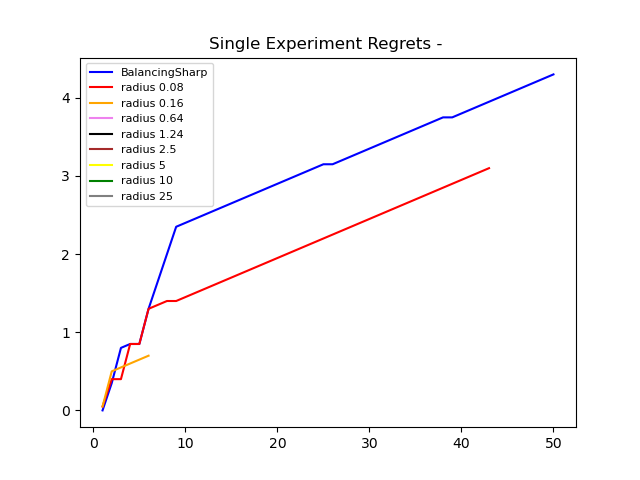 Single Experiment Regrets -
BalancingSharp
radius 0.08
radius 0.16
radius 0.64
radius 1.24
radius 2.5
radius 5
radius 10
radius 25
4
3
2
1
0
0 10 20 30 40 50